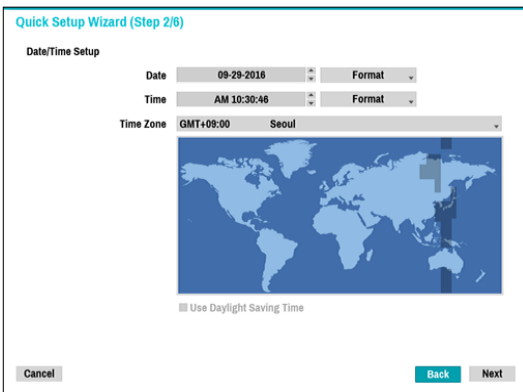 Quick Setup Wizard (Step 2/6)
Date/Time Setup
Date 09-29-2016 Format
Time AM 10:30:46 Format
Time Zone GMT+09:00 Seoul
Use Daylight Saving Time
Cancel Back Next